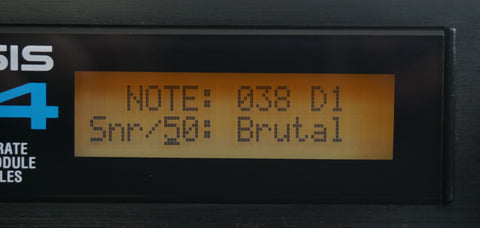 SIS
4
NOTE: 038 D1
Snr/50: Brutal
RATE
ODULE
LES